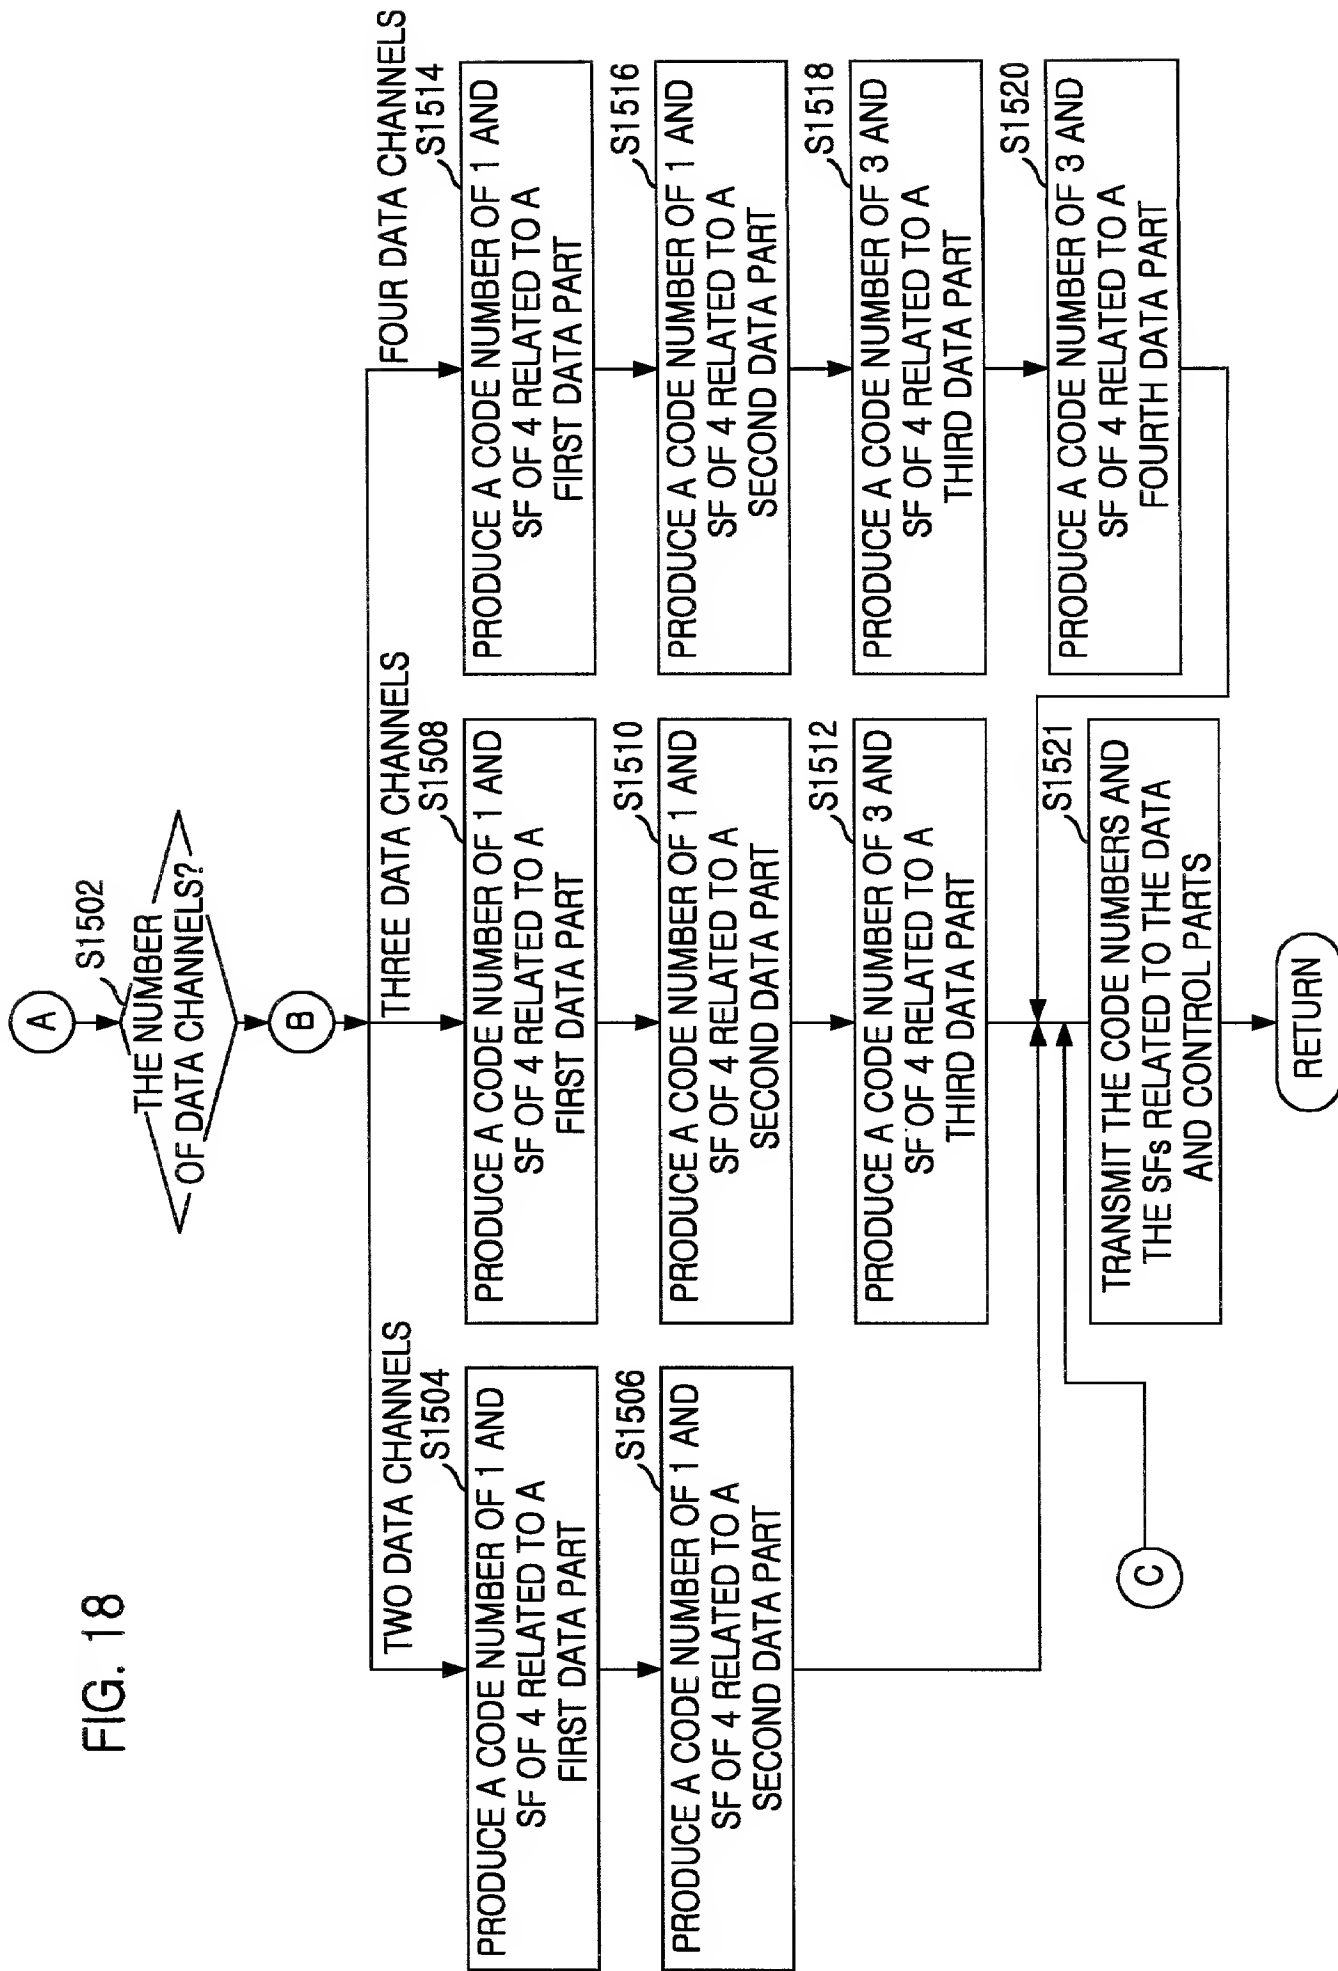 FIG. 18
A
S1502
THE NUMBER
OF DATA CHANNELS?
B
TWO DATA CHANNELS
S1504
PRODUCE A CODE NUMBER OF 1 AND
SF OF 4 RELATED TO A
FIRST DATA PART
S1506
PRODUCE A CODE NUMBER OF 1 AND
SF OF 4 RELATED TO A
SECOND DATA PART
THREE DATA CHANNELS
S1508
PRODUCE A CODE NUMBER OF 1 AND
SF OF 4 RELATED TO A
FIRST DATA PART
S1510
PRODUCE A CODE NUMBER OF 1 AND
SF OF 4 RELATED TO A
SECOND DATA PART
S1512
PRODUCE A CODE NUMBER OF 3 AND
SF OF 4 RELATED TO A
THIRD DATA PART
FOUR DATA CHANNELS
S1514
PRODUCE A CODE NUMBER OF 1 AND
SF OF 4 RELATED TO A
FIRST DATA PART
S1516
PRODUCE A CODE NUMBER OF 1 AND
SF OF 4 RELATED TO A
SECOND DATA PART
S1518
PRODUCE A CODE NUMBER OF 3 AND
SF OF 4 RELATED TO A
THIRD DATA PART
S1520
PRODUCE A CODE NUMBER OF 3 AND
SF OF 4 RELATED TO A
FOURTH DATA PART
C
S1521
TRANSMIT THE CODE NUMBERS AND
THE SFs RELATED TO THE DATA
AND CONTROL PARTS
RETURN